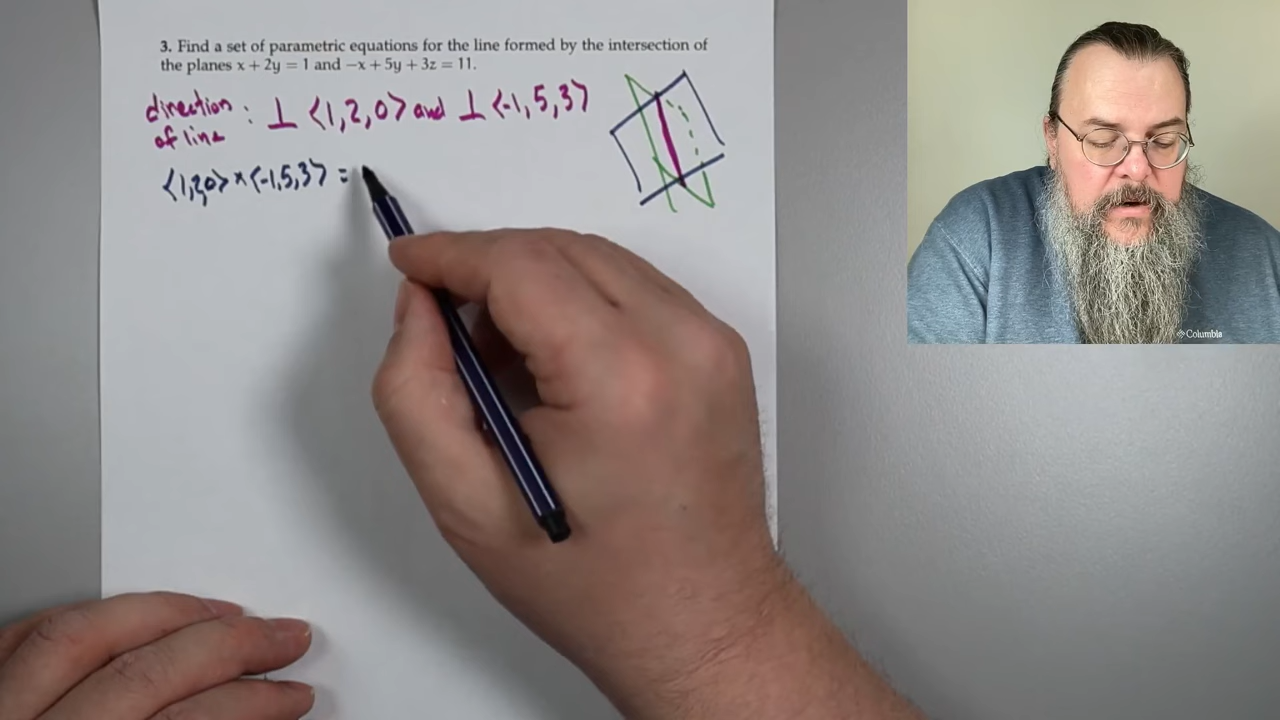 3. Find a set of parametric equations for the line formed by the intersection of
the planes x + 2y = 1 and −x + 5y + 3z = 11.
direction
of line : ⊥ ⟨1,2,0⟩ and ⊥ ⟨-1,5,3⟩
⟨1,2,0⟩ × ⟨-1,5,3⟩ =
Columbia